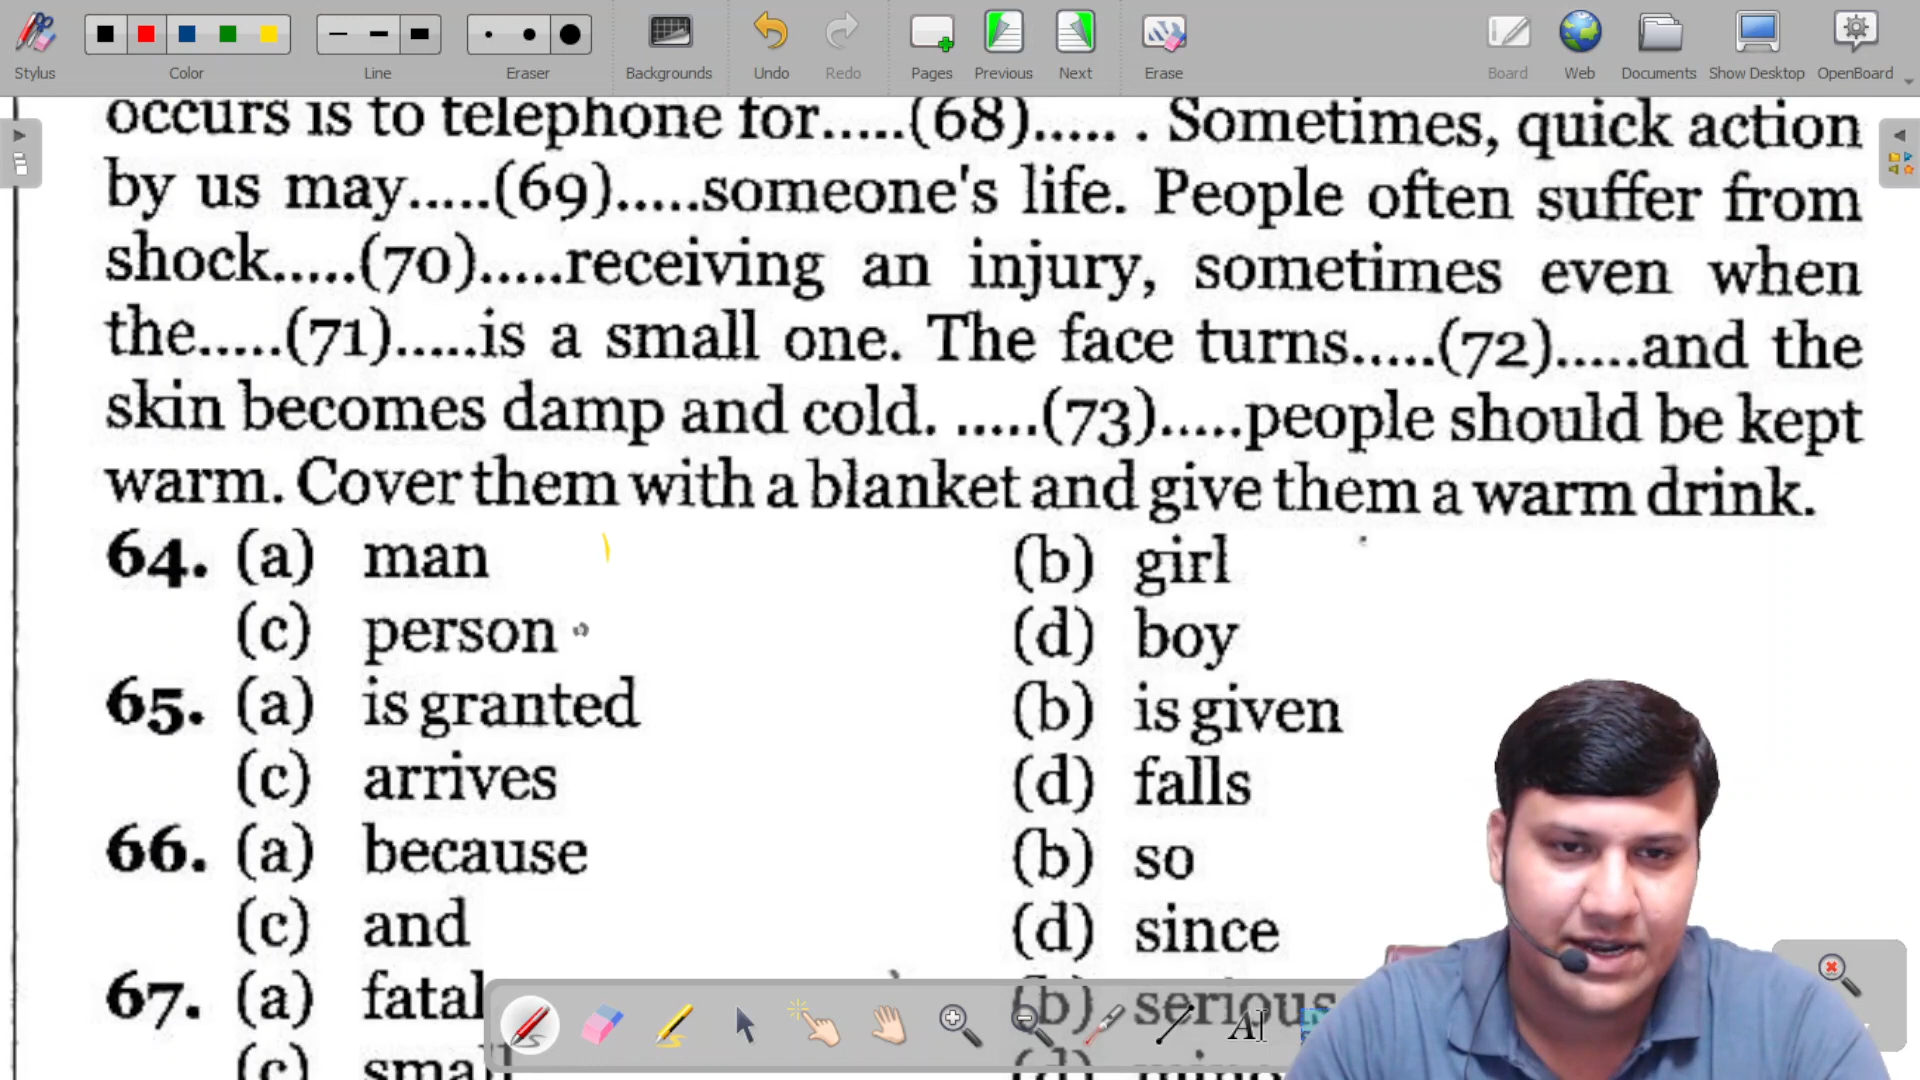 Stylus
Color
Line
Eraser
Backgrounds
Undo
Redo
Pages
Previous
Next
Erase
Board
Web
Documents
Show Desktop
OpenBoard
occurs is to telephone for.....(68)..... . Sometimes, quick action
by us may.....(69).....someone's life. People often suffer from
shock.....(70).....receiving an injury, sometimes even when
the.....(71).....is a small one. The face turns.....(72).....and the
skin becomes damp and cold. .....(73).....people should be kept
warm. Cover them with a blanket and give them a warm drink.
64. (a) man (b) girl
(c) person (d) boy
65. (a) is granted (b) is given
(c) arrives (d) falls
66. (a) because (b) so
(c) and (d) since
67. (a) fatal (b) serious
(c) small (d)